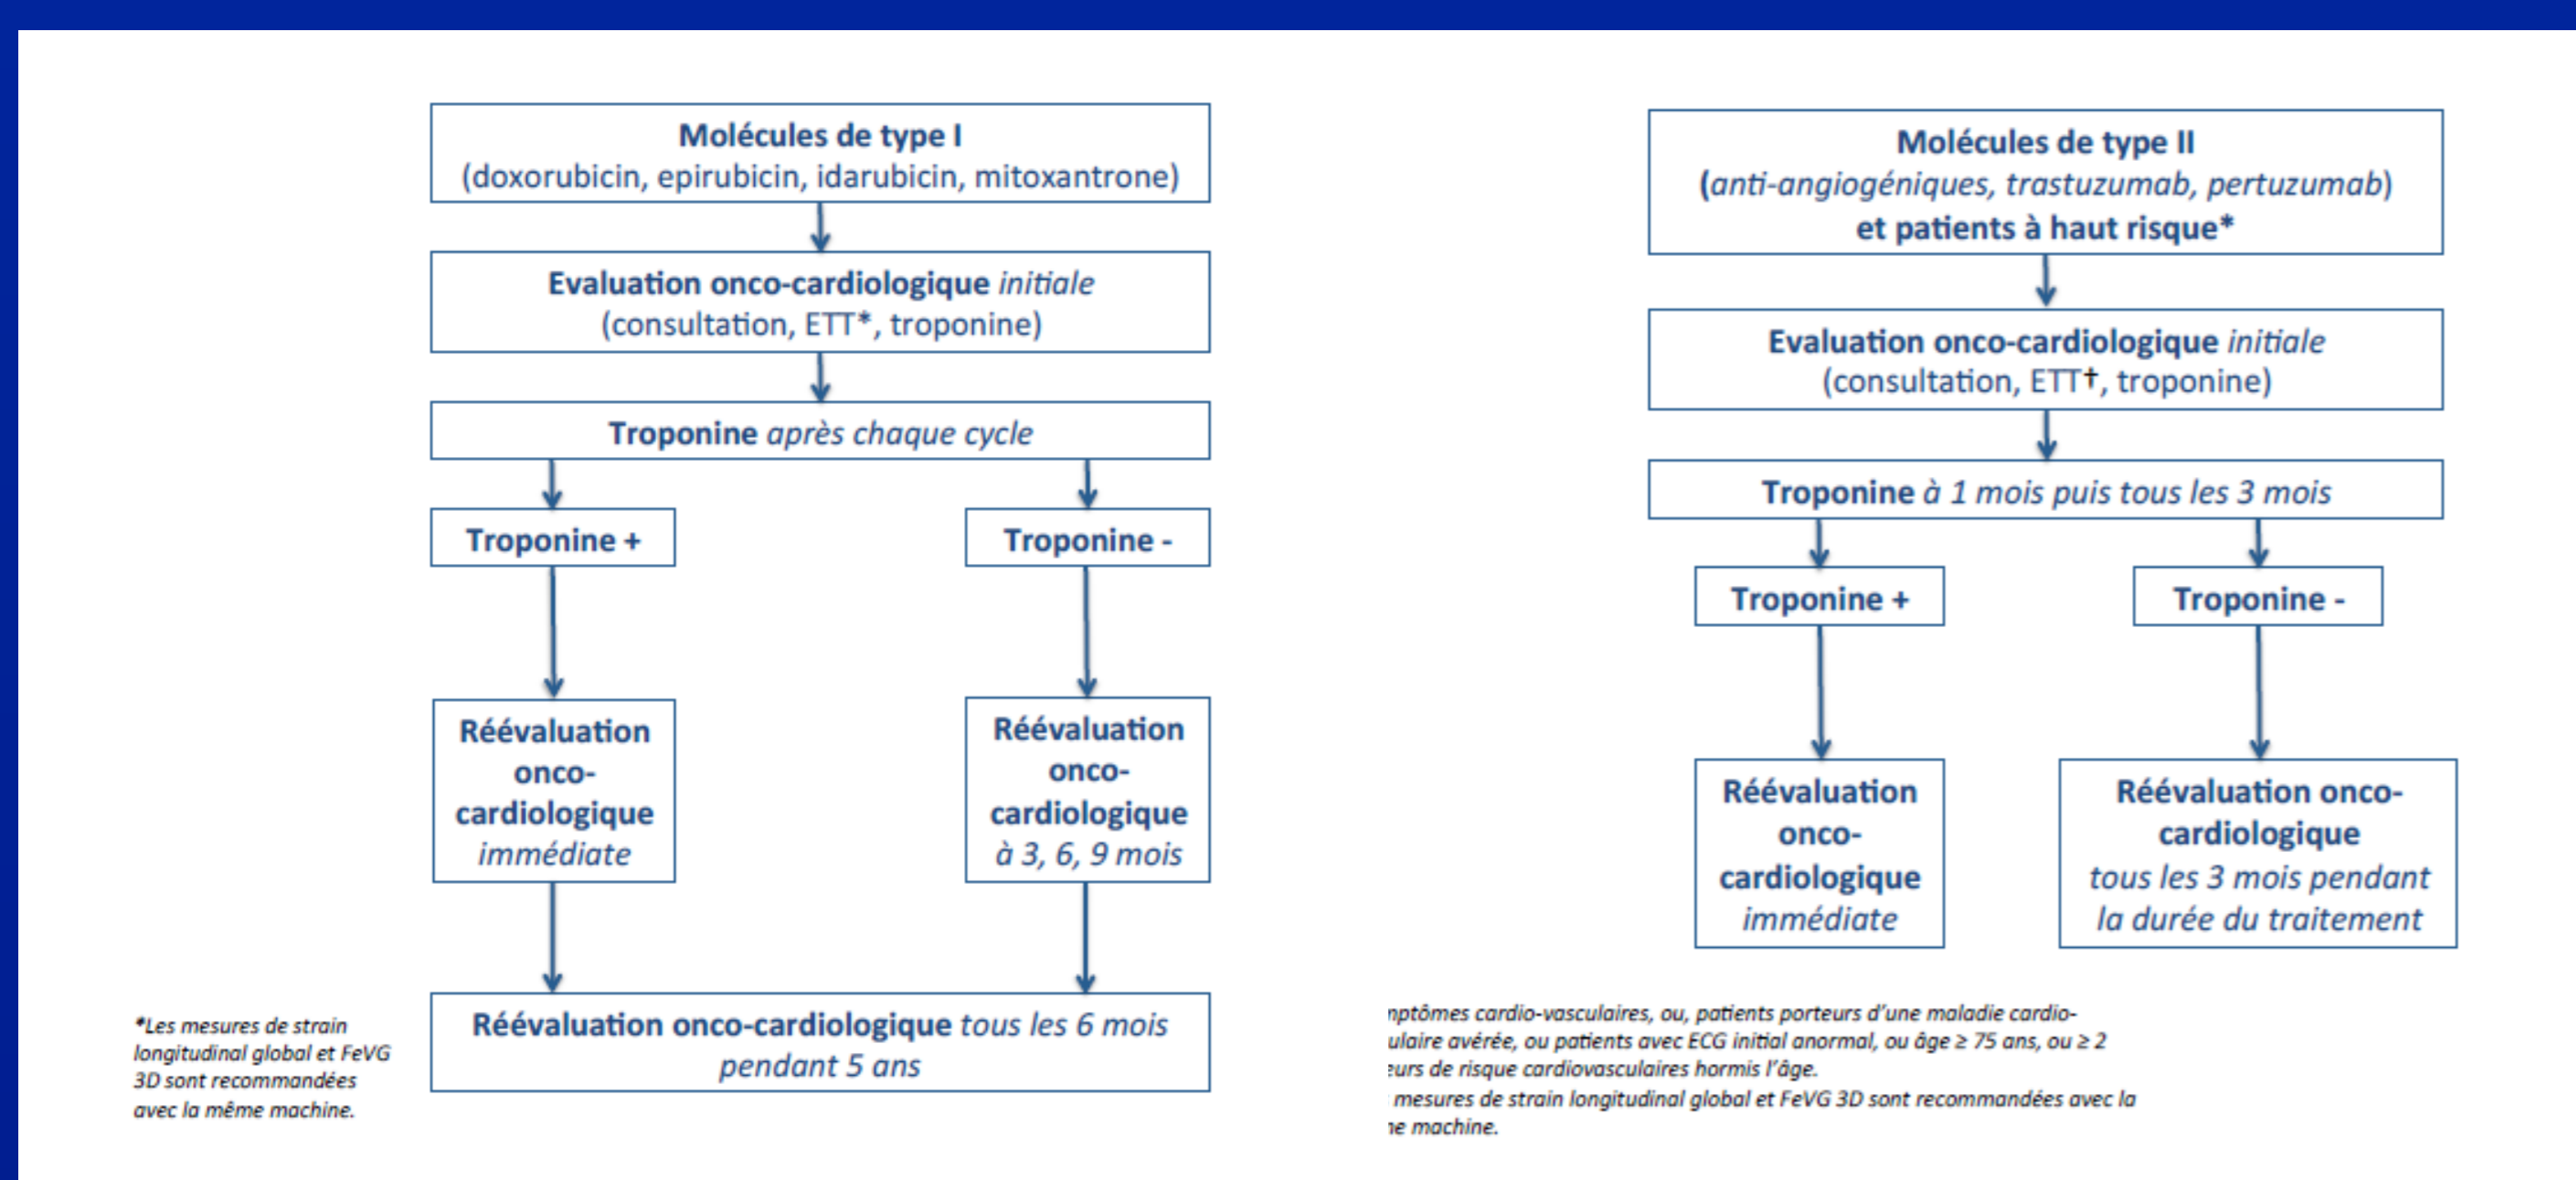 Molécules de type I
(doxorubicin, epirubicin, idarubicin, mitoxantrone)
Evaluation onco-cardiologique initiale
(consultation, ETT*, troponine)
Troponine après chaque cycle
Troponine +
Troponine -
Réévaluation
onco-
cardiologique
immédiate
Réévaluation
onco-
cardiologique
à 3, 6, 9 mois
Réévaluation onco-cardiologique tous les 6 mois
pendant 5 ans
*Les mesures de strain
longitudinal global et FeVG
3D sont recommandées
avec la même machine.
Molécules de type II
(anti-angiogéniques, trastuzumab, pertuzumab)
et patients à haut risque*
Evaluation onco-cardiologique initiale
(consultation, ETT†, troponine)
Troponine à 1 mois puis tous les 3 mois
Troponine +
Troponine -
Réévaluation
onco-
cardiologique
immédiate
Réévaluation onco-
cardiologique
tous les 3 mois pendant
la durée du traitement
mptômes cardio-vasculaires, ou, patients porteurs d'une maladie cardio-
ulaire avérée, ou patients avec ECG initial anormal, ou âge ≥ 75 ans, ou ≥ 2
eurs de risque cardiovasculaires hormis l'âge.
mesures de strain longitudinal global et FeVG 3D sont recommandées avec la
ne machine.